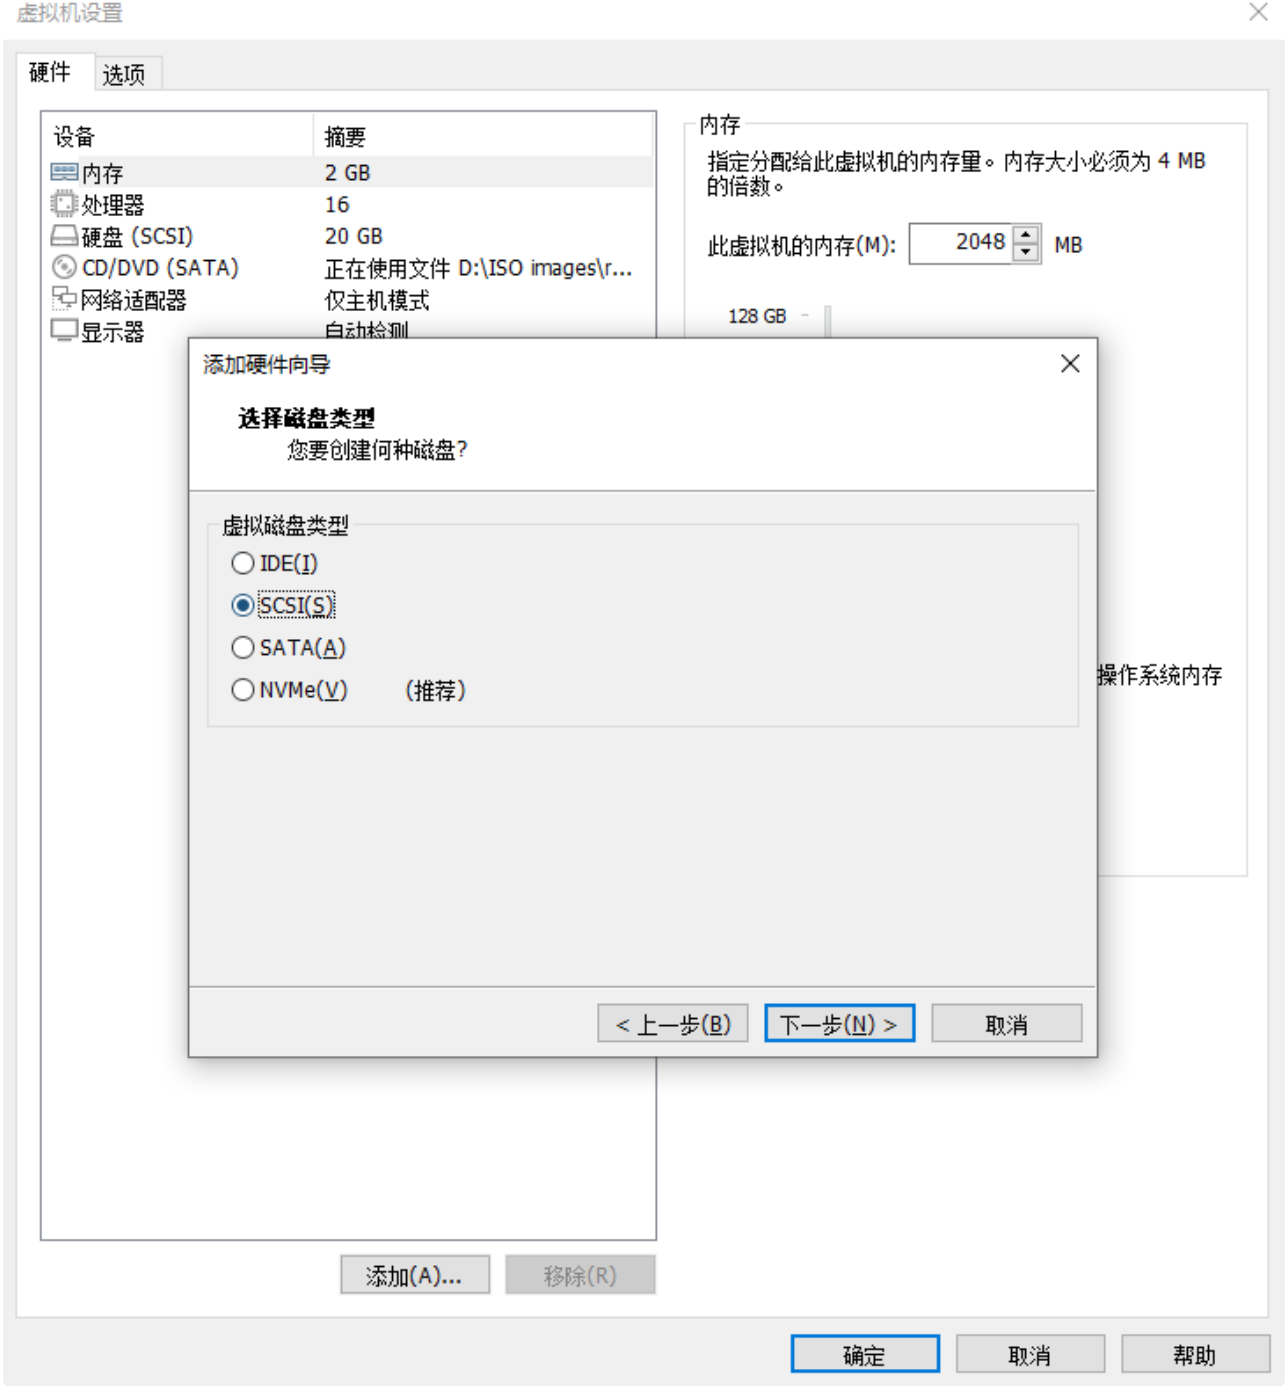 虚拟机设置
硬件 选项
设备 摘要
内存 2 GB
处理器 16
硬盘 (SCSI) 20 GB
CD/DVD (SATA) 正在使用文件 D:\ISO images\r...
网络适配器 仅主机模式
显示器 自动检测
内存
指定分配给此虚拟机的内存量。内存大小必须为 4 MB
的倍数。
此虚拟机的内存(M): 2048 MB
128 GB
操作系统内存
添加硬件向导
选择磁盘类型
您要创建何种磁盘?
虚拟磁盘类型
IDE(I)
SCSI(S)
SATA(A)
NVMe(V) (推荐)
< 上一步(B) 下一步(N) > 取消
添加(A)... 移除(R)
确定 取消 帮助